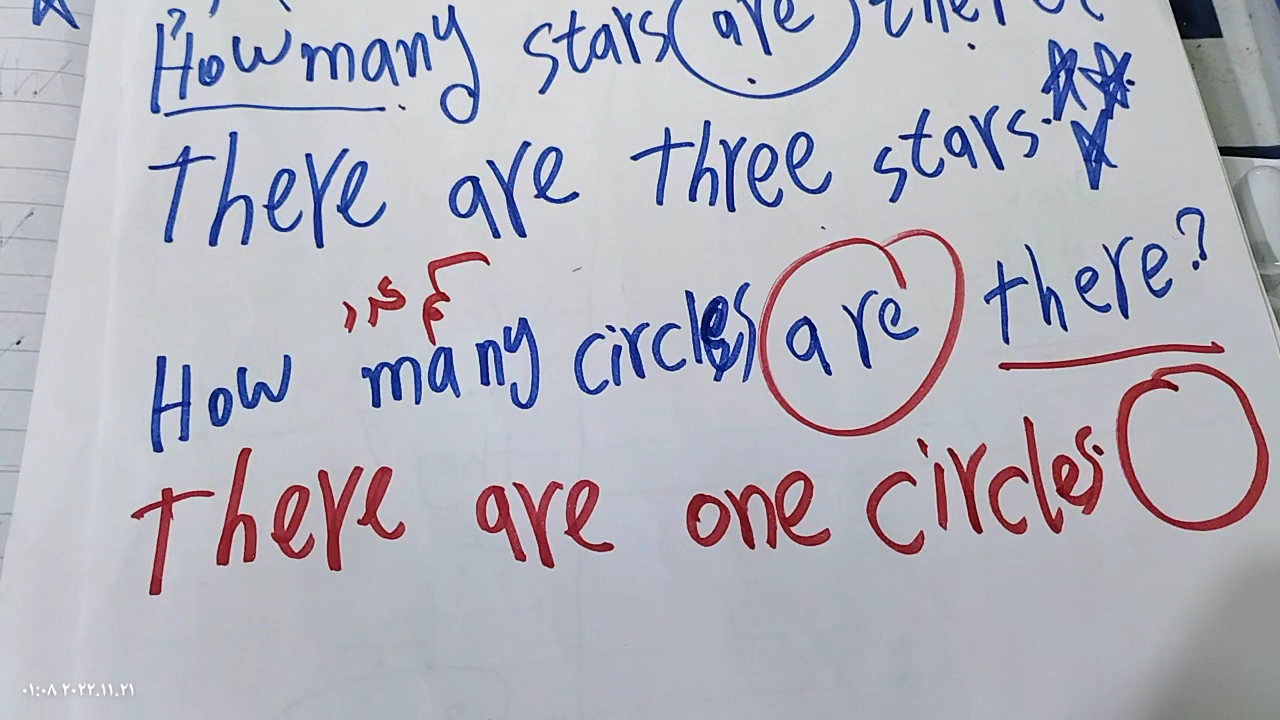 How many stars are there?
There are three stars.
كم عدد
How many circles are there?
There are one circles.
٠١:٠٨ ٢٠٢٢.١١.٢١